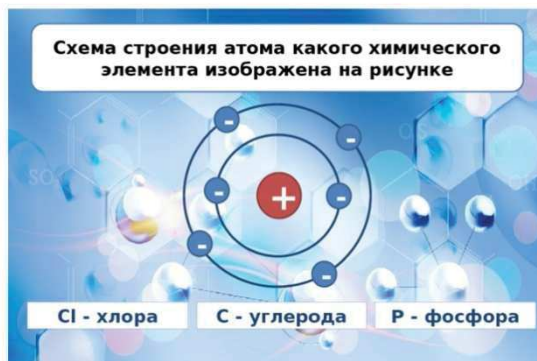 Схема строения атома какого химического
элемента изображена на рисунке
-
-
-
+
-
-
-
Cl - хлора
С - углерода
Р - фосфора